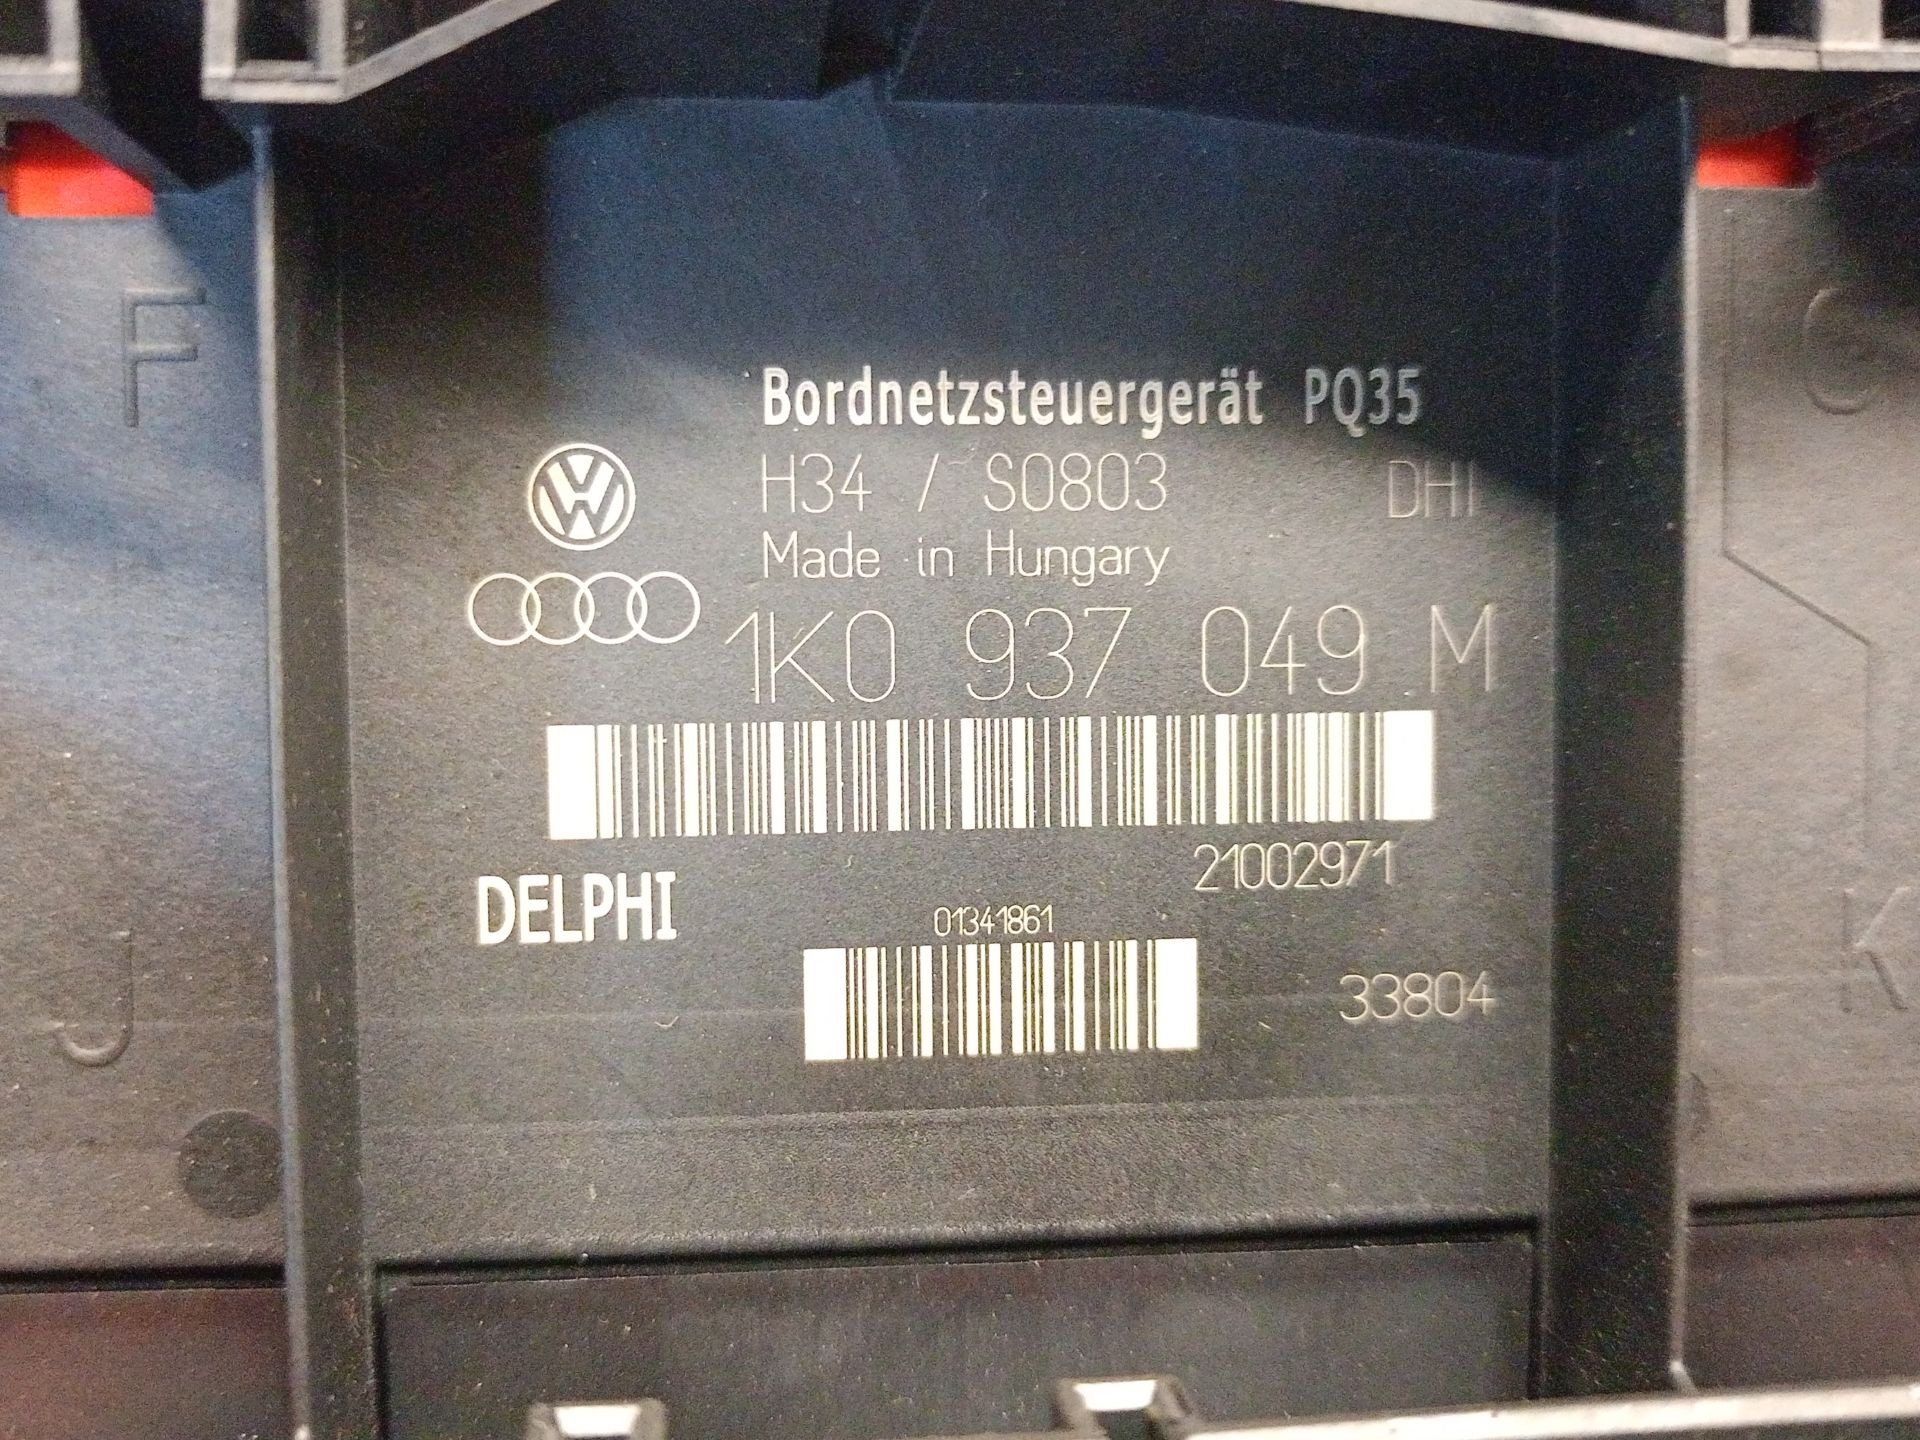 Bordnetzsteuergerät PQ35
H34 / S0803 DHI
Made in Hungary
1K0 937 049 M
21002971
DELPHI
01341861
33804
F
J
G
K